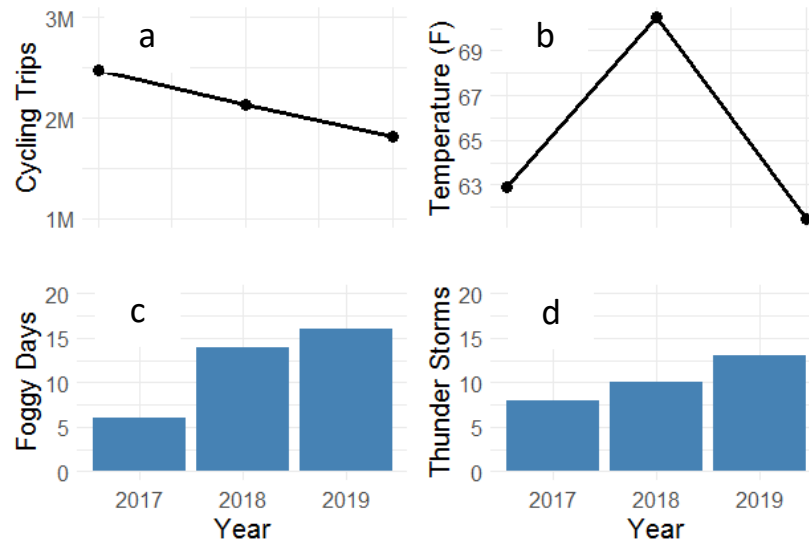 Cycling Trips
3M
2M
1M
a
Temperature (F)
69
67
65
63
b
Foggy Days
20
15
10
5
0
c
2017 2018 2019
Year
Thunder Storms
20
15
10
5
0
d
2017 2018 2019
Year